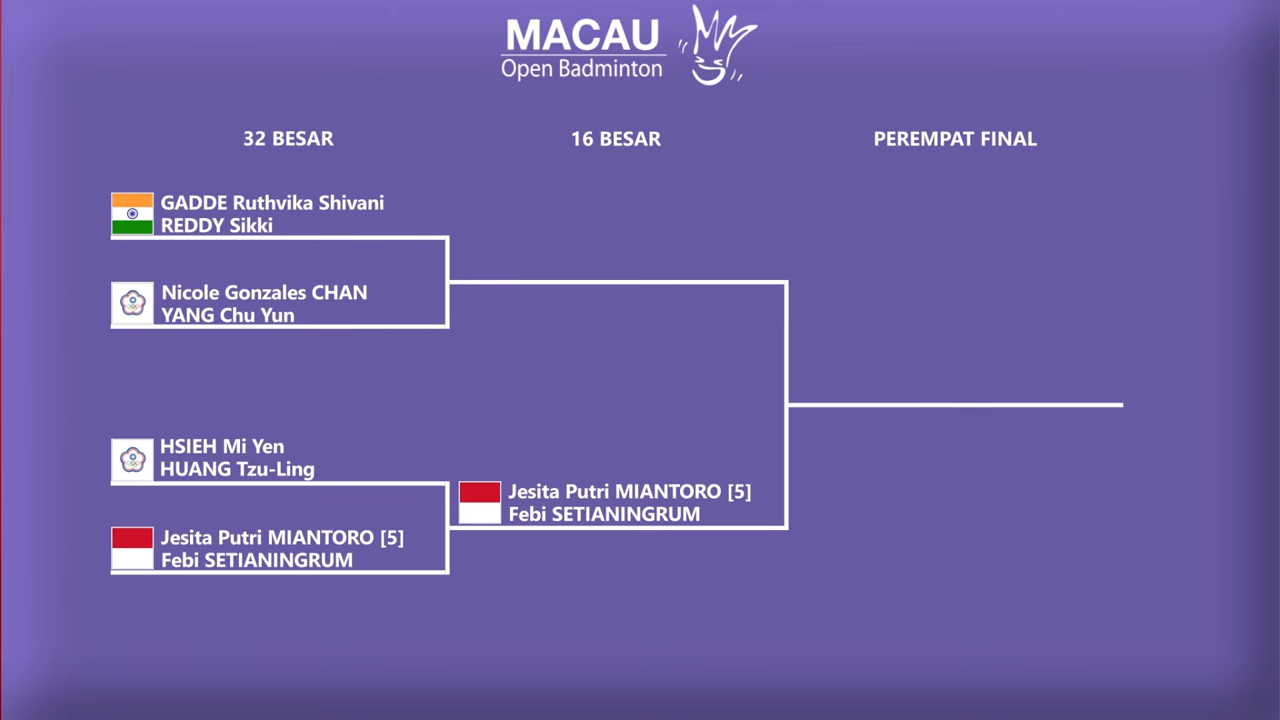 MACAU
Open Badminton
32 BESAR
16 BESAR
PEREMPAT FINAL
GADDE Ruthvika Shivani
REDDY Sikki
Nicole Gonzales CHAN
YANG Chu Yun
HSIEH Mi Yen
HUANG Tzu-Ling
Jesita Putri MIANTORO [5]
Febi SETIANINGRUM
Jesita Putri MIANTORO [5]
Febi SETIANINGRUM